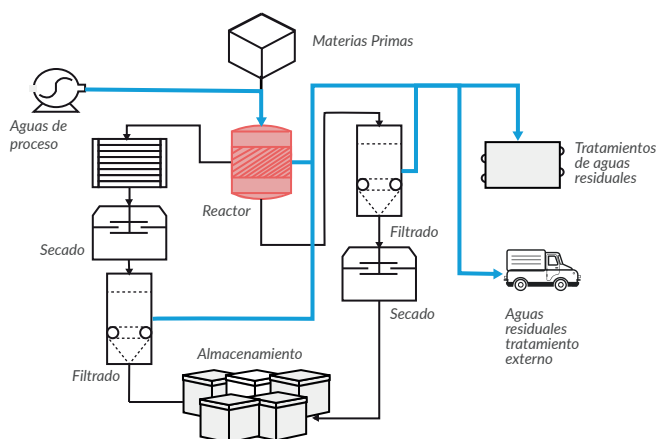 Materias Primas
Aguas de
proceso
Tratamientos
de aguas
residuales
Reactor
Filtrado
Secado
Secado
Aguas
residuales
tratamiento
externo
Almacenamiento
Filtrado